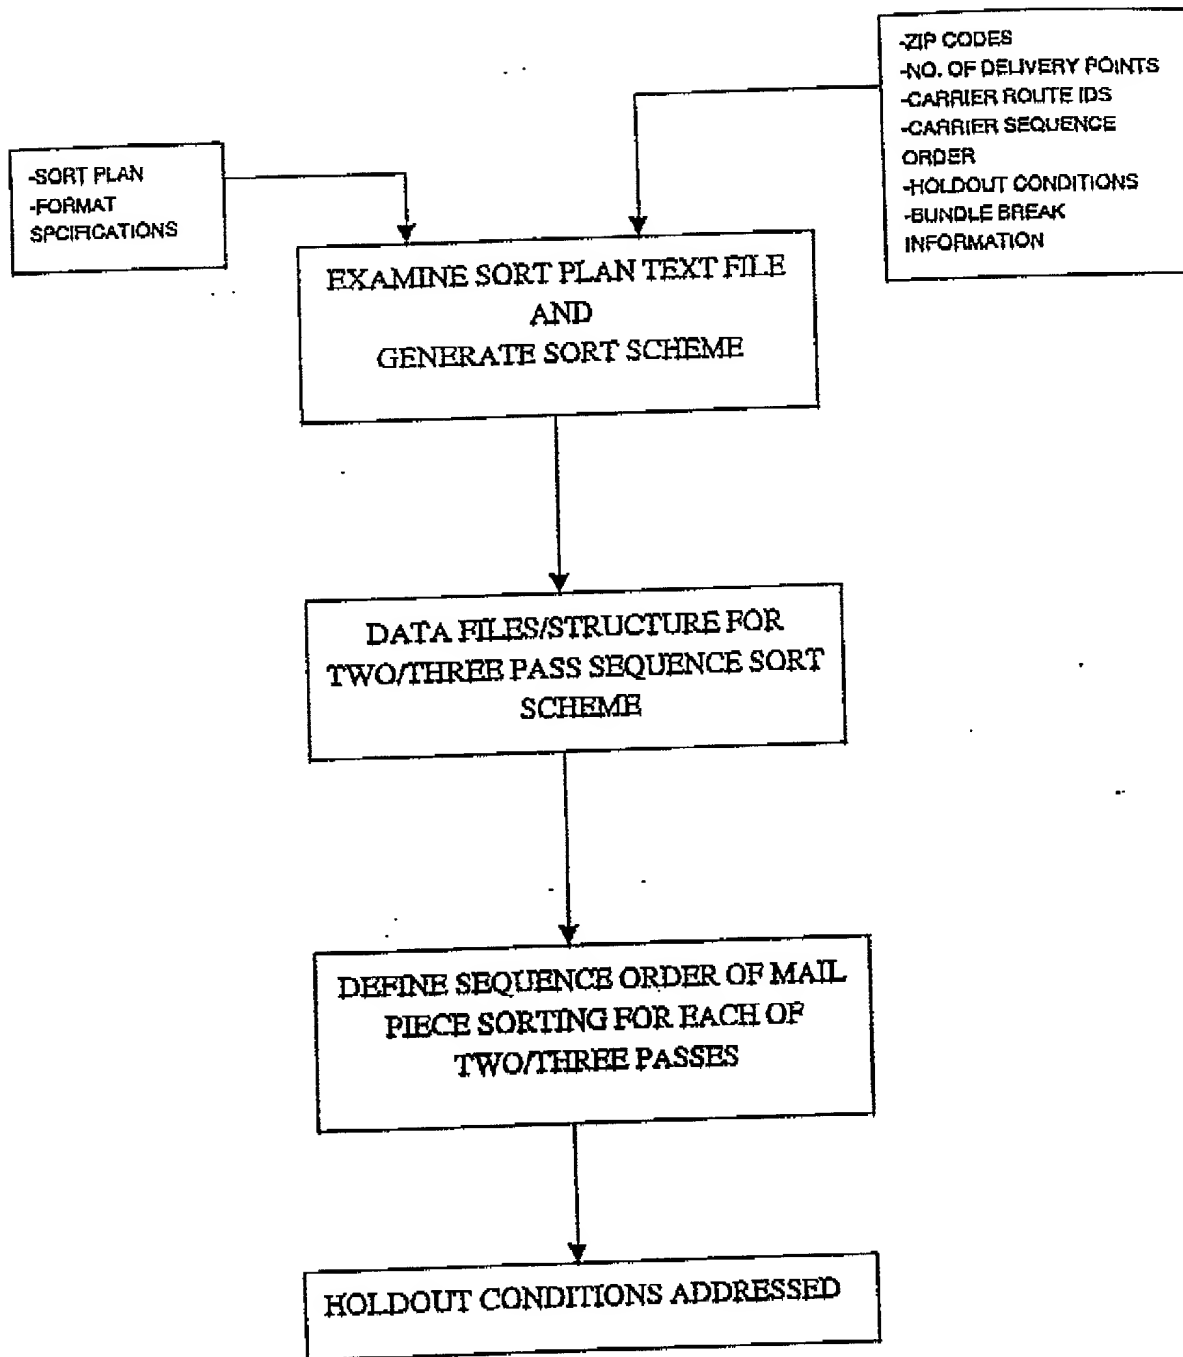 -ZIP CODES
-NO. OF DELIVERY POINTS
-CARRIER ROUTE IDS
-CARRIER SEQUENCE
ORDER
-HOLDOUT CONDITIONS
-BUNDLE BREAK
INFORMATION
-SORT PLAN
-FORMAT
SPCIFICATIONS
EXAMINE SORT PLAN TEXT FILE
AND
GENERATE SORT SCHEME
DATA FILES/STRUCTURE FOR
TWO/THREE PASS SEQUENCE SORT
SCHEME
DEFINE SEQUENCE ORDER OF MAIL
PIECE SORTING FOR EACH OF
TWO/THREE PASSES
HOLDOUT CONDITIONS ADDRESSED